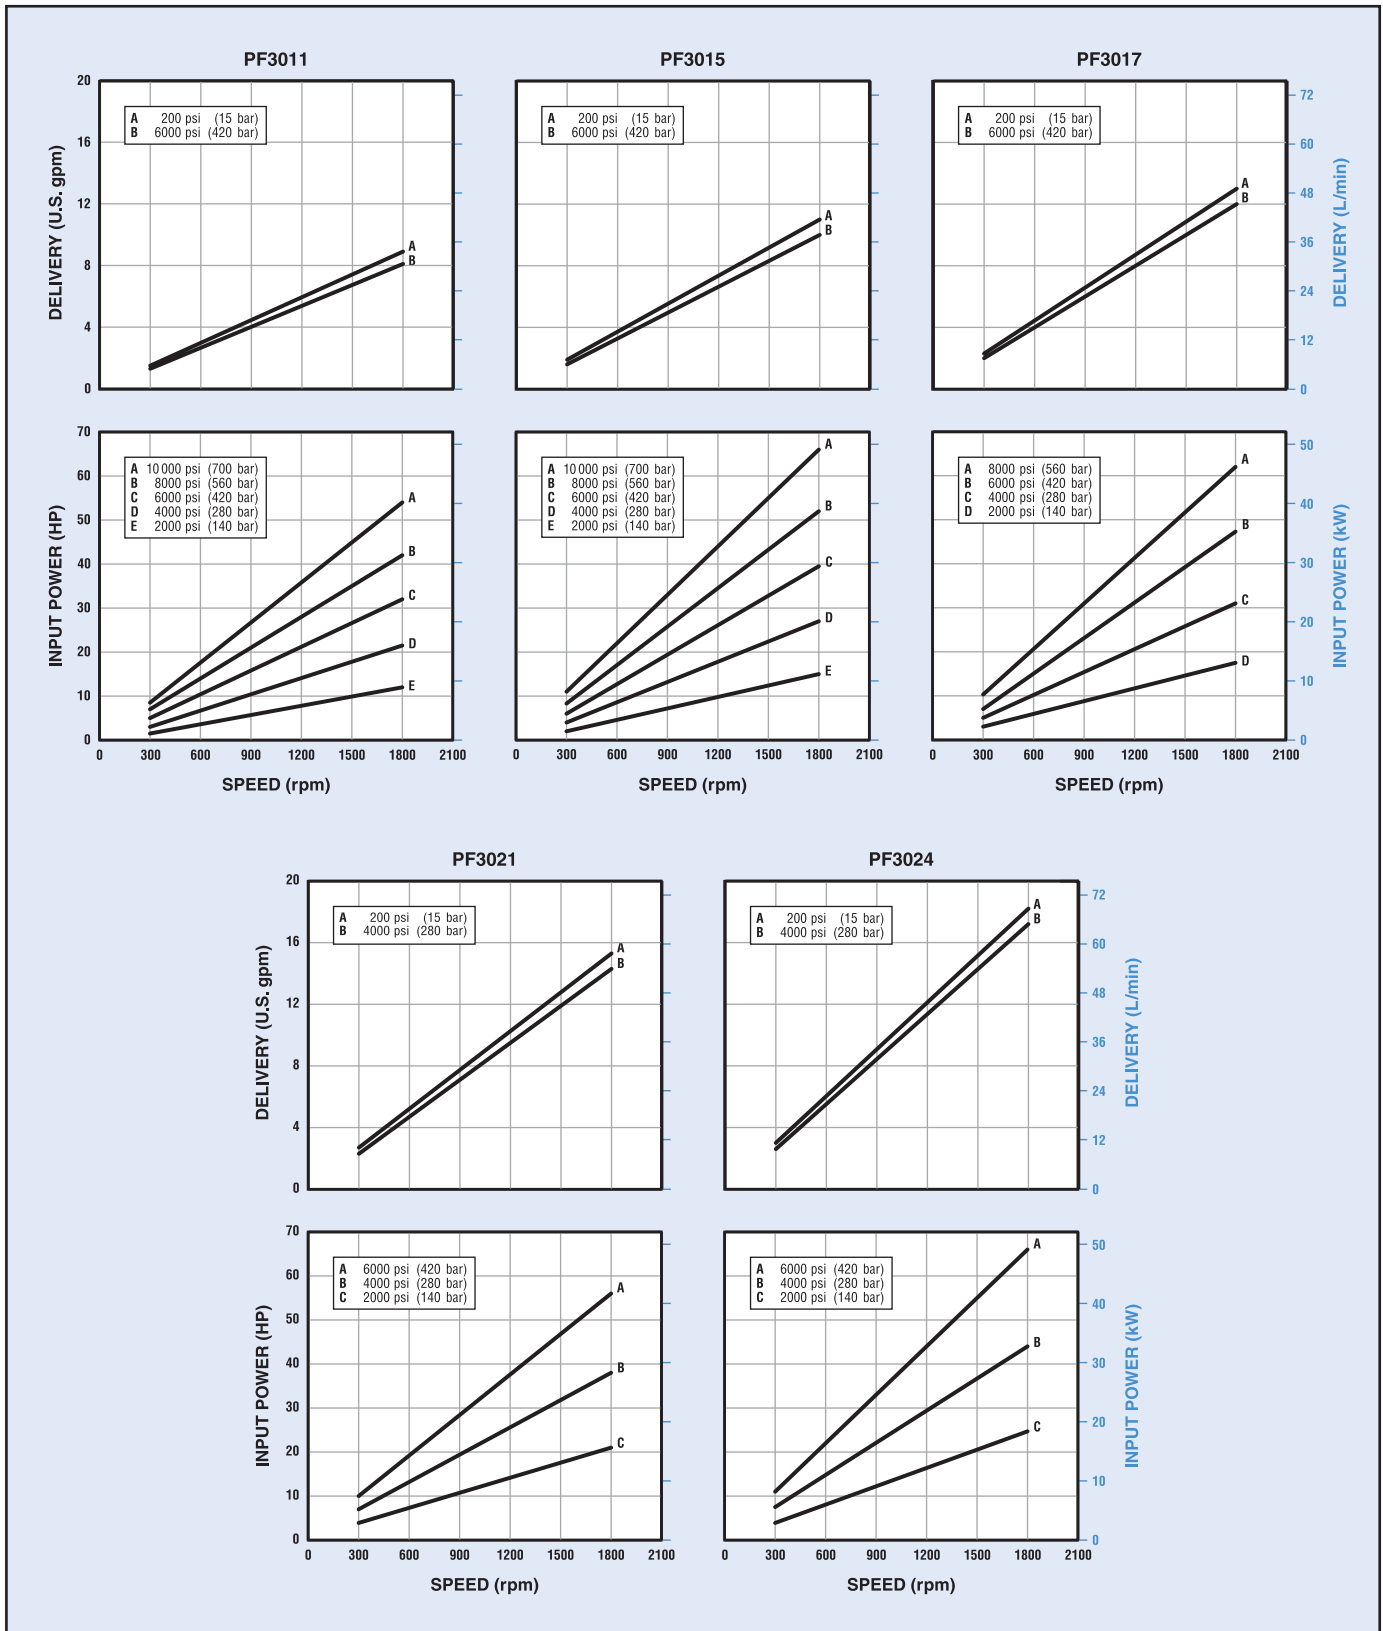 PF3011
PF3015
PF3017
20
16
12
8
4
0
DELIVERY (U.S. gpm)
A 200 psi (15 bar)
B 6000 psi (420 bar)
A
B
A 200 psi (15 bar)
B 6000 psi (420 bar)
A
B
A 200 psi (15 bar)
B 6000 psi (420 bar)
A
B
72
60
48
36
24
12
0
DELIVERY (L/min)
70
60
50
40
30
20
10
0
INPUT POWER (HP)
A 10 000 psi (700 bar)
B 8000 psi (560 bar)
C 6000 psi (420 bar)
D 4000 psi (280 bar)
E 2000 psi (140 bar)
A
B
C
D
E
0 300 600 900 1200 1500 1800 2100
SPEED (rpm)
A 10 000 psi (700 bar)
B 8000 psi (560 bar)
C 6000 psi (420 bar)
D 4000 psi (280 bar)
E 2000 psi (140 bar)
A
B
C
D
E
0 300 600 900 1200 1500 1800 2100
SPEED (rpm)
A 8000 psi (560 bar)
B 6000 psi (420 bar)
C 4000 psi (280 bar)
D 2000 psi (140 bar)
A
B
C
D
0 300 600 900 1200 1500 1800 2100
SPEED (rpm)
50
40
30
20
10
0
INPUT POWER (kW)
PF3021
PF3024
20
16
12
8
4
0
DELIVERY (U.S. gpm)
A 200 psi (15 bar)
B 4000 psi (280 bar)
A
B
A 200 psi (15 bar)
B 4000 psi (280 bar)
A
B
72
60
48
36
24
12
0
DELIVERY (L/min)
70
60
50
40
30
20
10
0
INPUT POWER (HP)
A 6000 psi (420 bar)
B 4000 psi (280 bar)
C 2000 psi (140 bar)
A
B
C
0 300 600 900 1200 1500 1800 2100
SPEED (rpm)
A 6000 psi (420 bar)
B 4000 psi (280 bar)
C 2000 psi (140 bar)
A
B
C
0 300 600 900 1200 1500 1800 2100
SPEED (rpm)
50
40
30
20
10
0
INPUT POWER (kW)